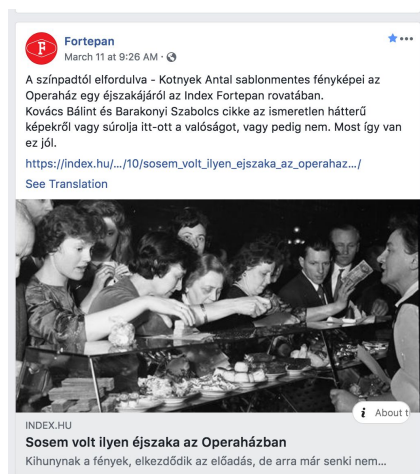 Fortepan
March 11 at 9:26 AM ·
A színpadtól elfordulva - Kotnyek Antal sablonmentes fényképei az
Operaház egy éjszakájáról az Index Fortepan rovatában.
Kovács Bálint és Barakonyi Szabolcs cikke az ismeretlen hátterű
képekről vagy súrolja itt-ott a valóságot, vagy pedig nem. Most így van
ez jól.
https://index.hu/.../10/sosem_volt_ilyen_ejszaka_az_operahaz.../
See Translation
i About t
INDEX.HU
Sosem volt ilyen éjszaka az Operaházban
Kihunynak a fények, elkezdődik az előadás, de arra már senki nem...